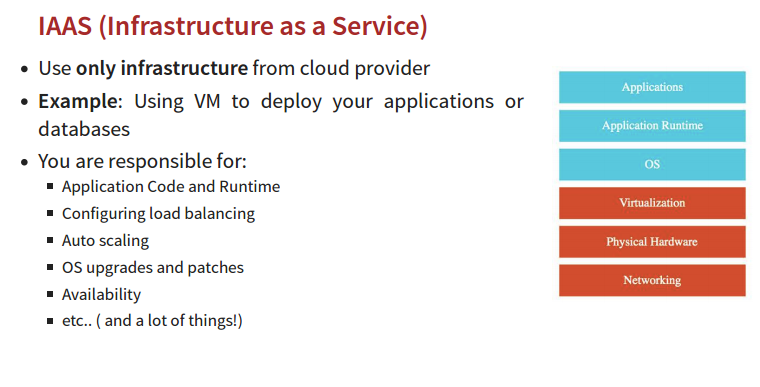 IAAS (Infrastructure as a Service)
• Use only infrastructure from cloud provider
• Example: Using VM to deploy your applications or
databases
• You are responsible for:
▪ Application Code and Runtime
▪ Configuring load balancing
▪ Auto scaling
▪ OS upgrades and patches
▪ Availability
▪ etc.. ( and a lot of things!)
Applications
Application Runtime
OS
Virtualization
Physical Hardware
Networking